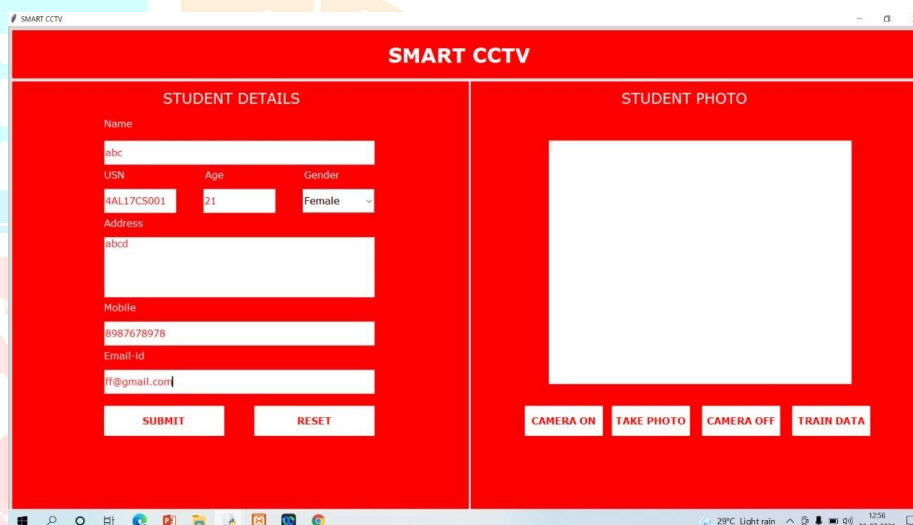 SMART CCTV
SMART CCTV
STUDENT DETAILS
Name
abc
USN Age Gender
4AL17CS001 21 Female
Address
abcd
Mobile
8987678978
Email-id
ff@gmail.com
SUBMIT RESET
STUDENT PHOTO
CAMERA ON TAKE PHOTO CAMERA OFF TRAIN DATA
29°C Light rain
12:56